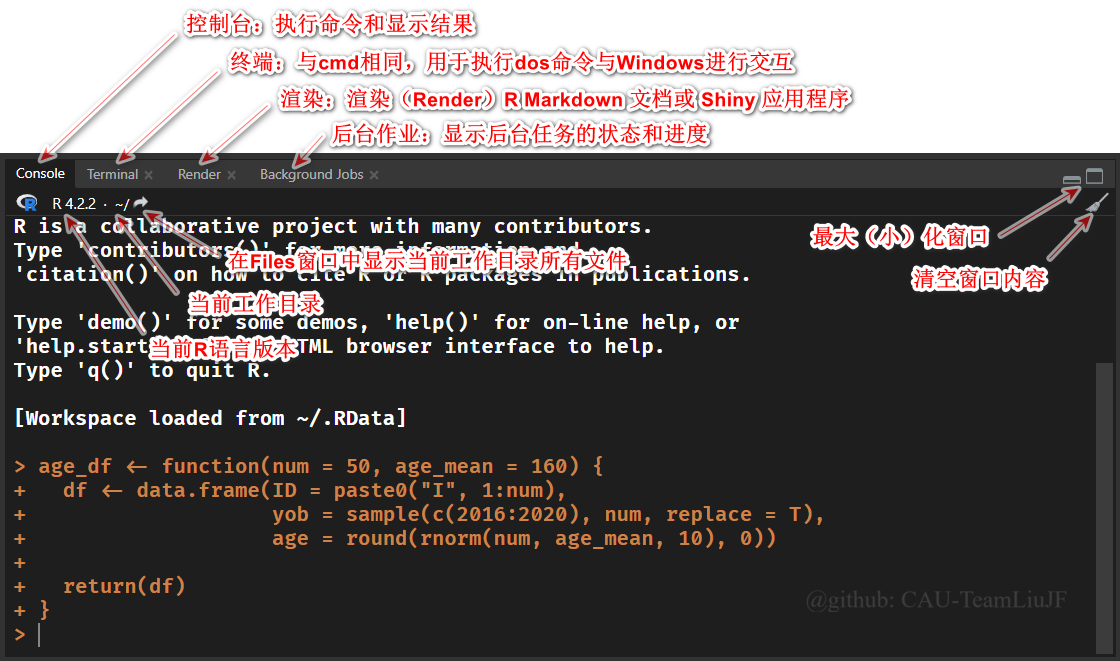 控制台：执行命令和显示结果
终端：与cmd相同，用于执行dos命令与Windows进行交互
渲染：渲染（Render）R Markdown 文档或 Shiny 应用程序
后台作业：显示后台任务的状态和进度
Console Terminal Render Background Jobs
R 4.2.2 · ~/
R is a collaborative project with many contributors.
最大（小）化窗口
Type 'contributors()' for more information and
在Files窗口中显示当前工作目录所有文件
'citation()' on how to cite R or R packages in publications.
清空窗口内容
当前工作目录
Type 'demo()' for some demos, 'help()' for on-line help, or
当前R语言版本
'help.start HTML browser interface to help.
Type 'q()' to quit R.
[Workspace loaded from ~/.RData]
> age_df <- function(num = 50, age_mean = 160) {
+   df <- data.frame(ID = paste0("I", 1:num),
+                    yob = sample(c(2016:2020), num, replace = T),
+                    age = round(rnorm(num, age_mean, 10), 0))
+
+   return(df)
+ }
@github: CAU-TeamLiuJF
>